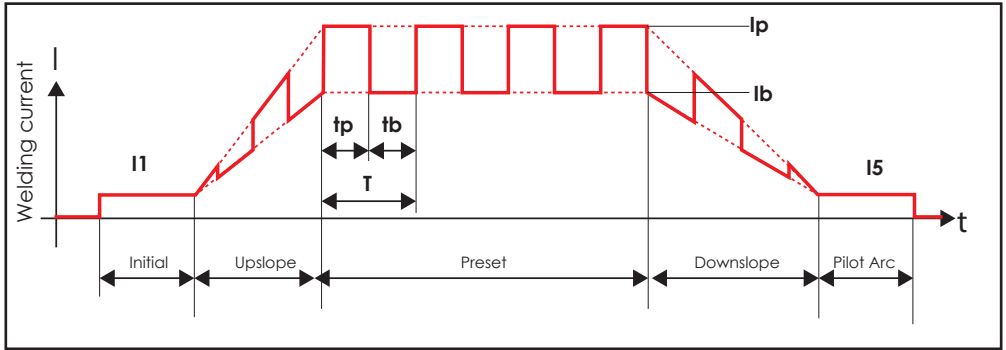 Ip
I
Welding current
Ib
tp
tb
I1
T
I5
t
Initial
Upslope
Preset
Downslope
Pilot Arc